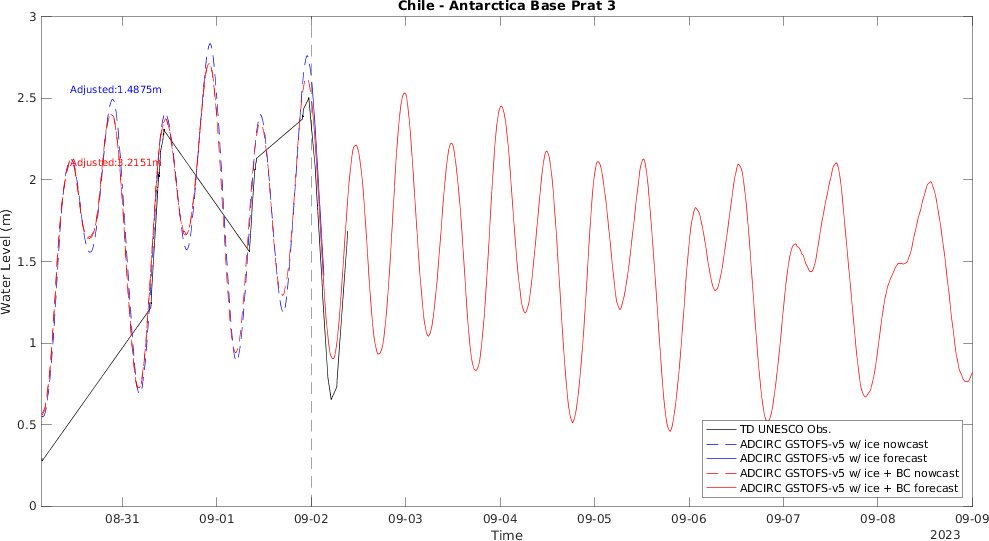 Chile - Antarctica Base Prat 3
Water Level (m)
3
2.5
2
1.5
1
0.5
0
Adjusted:1.4875m
Adjusted:3.2151m
TD UNESCO Obs.
ADCIRC GSTOFS-v5 w/ ice nowcast
ADCIRC GSTOFS-v5 w/ ice forecast
ADCIRC GSTOFS-v5 w/ ice + BC nowcast
ADCIRC GSTOFS-v5 w/ ice + BC forecast
08-31 09-01 09-02 09-03 09-04 09-05 09-06 09-07 09-08 09-09
Time
2023